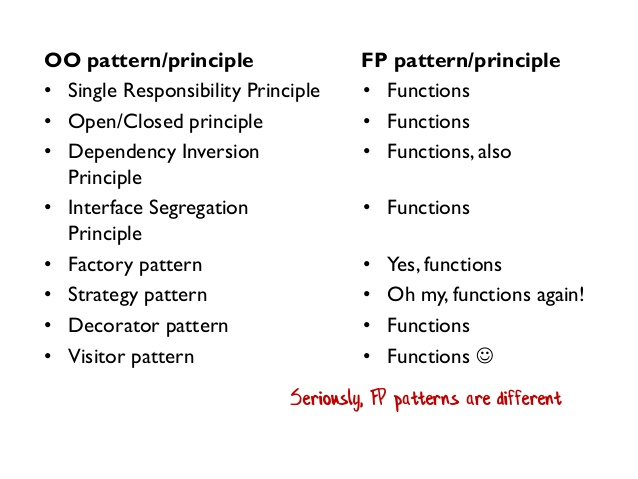 OO pattern/principle
• Single Responsibility Principle
• Open/Closed principle
• Dependency Inversion
Principle
• Interface Segregation
Principle
• Factory pattern
• Strategy pattern
• Decorator pattern
• Visitor pattern
FP pattern/principle
• Functions
• Functions
• Functions, also
• Functions
• Yes, functions
• Oh my, functions again!
• Functions
• Functions ☺
Seriously, FP patterns are different